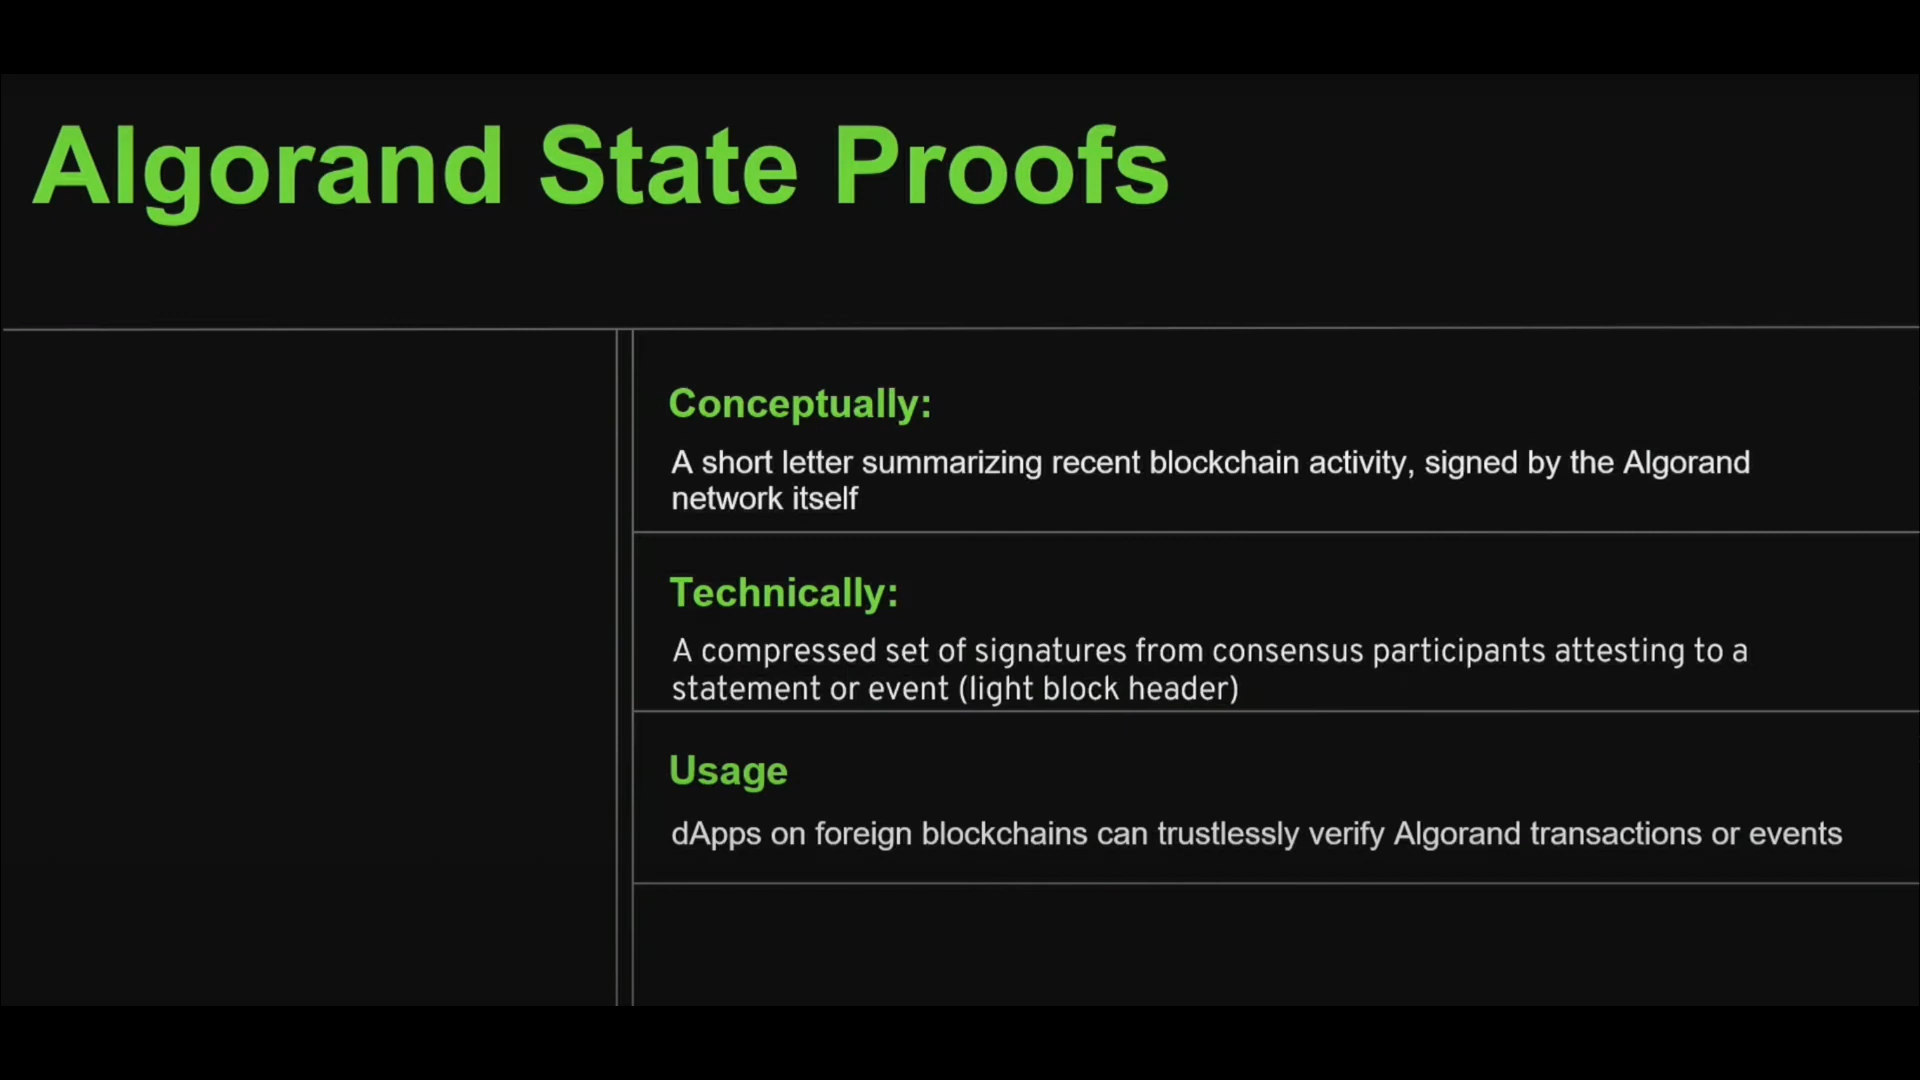 Algorand State Proofs
Conceptually:
A short letter summarizing recent blockchain activity, signed by the Algorand
network itself
Technically:
A compressed set of signatures from consensus participants attesting to a
statement or event (light block header)
Usage
dApps on foreign blockchains can trustlessly verify Algorand transactions or events